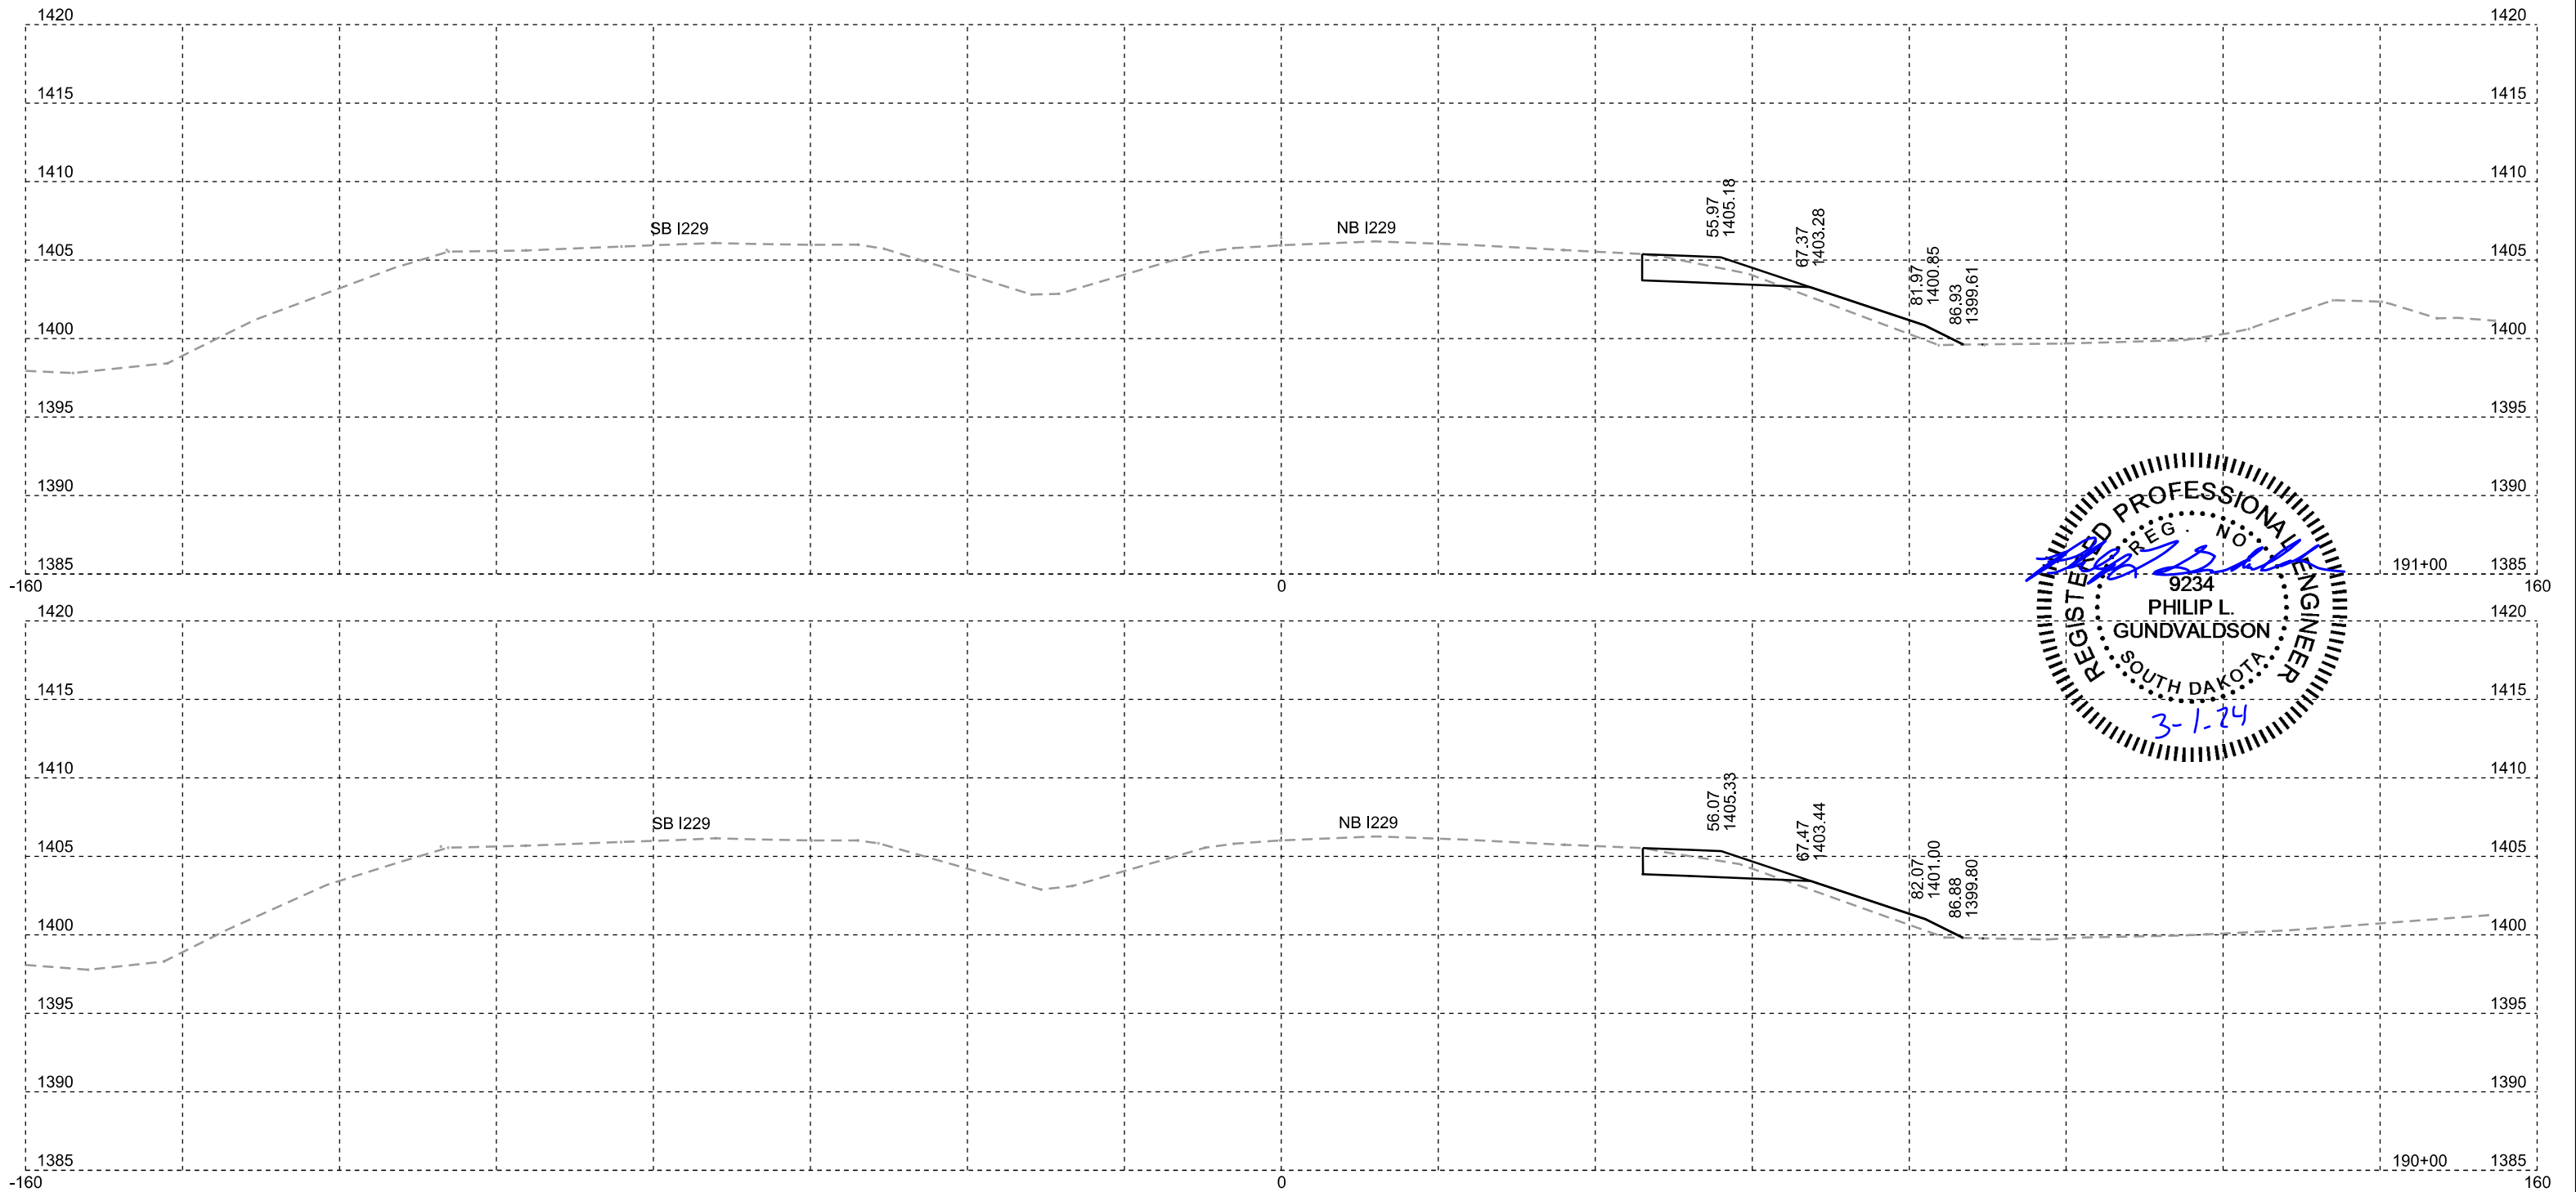 1420 1420
1415 1415
1410 1410
SB I229 NB I229
55.97
1405.18
67.37
1403.28
81.97
1400.85
86.93
1399.61
1405 1405
1400 1400
1395 1395
1390 1390
1385 191+00 1385
-160 0 160
REGISTERED PROFESSIONAL ENGINEER
REG. NO
9234
PHILIP L.
GUNDVALDSON
SOUTH DAKOTA
3-1-24
1420 1420
1415 1415
1410 1410
SB I229 NB I229
56.07
1405.33
67.47
1403.44
82.07
1401.00
86.88
1399.80
1405 1405
1400 1400
1395 1395
1390 1390
1385 190+00 1385
-160 0 160